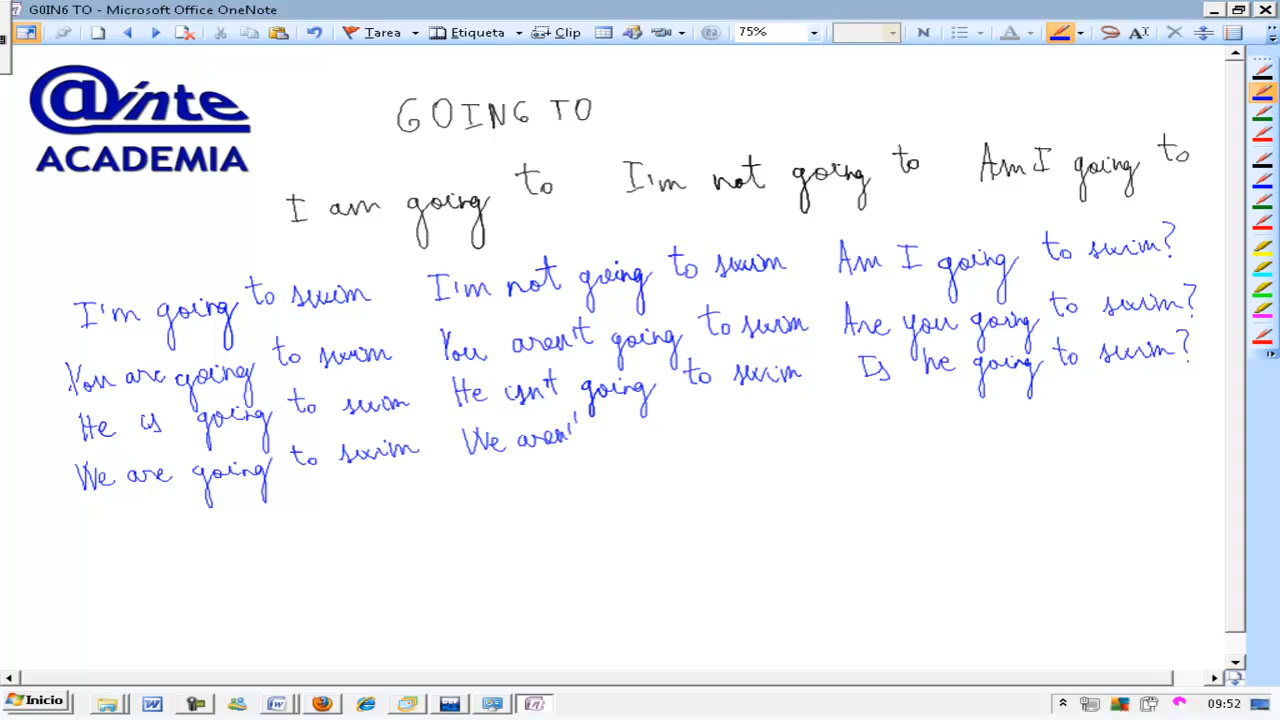 GOING TO - Microsoft Office OneNote
Tarea Etiqueta Clip 75% N A
@inte
ACADEMIA
GOING TO
I am going to I'm not going to Am I going to
I'm going to swim I'm not going to swim Am I going to swim?
You are going to swim You aren't going to swim Are you going to swim?
He is going to swim He isn't going to swim Is he going to swim?
We are going to swim We aren'
Inicio 09:52